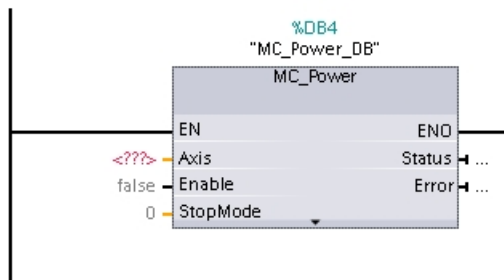 %DB4
"MC_Power_DB"
MC_Power
EN ENO
<???> Axis Status ...
false Enable Error ...
0 StopMode